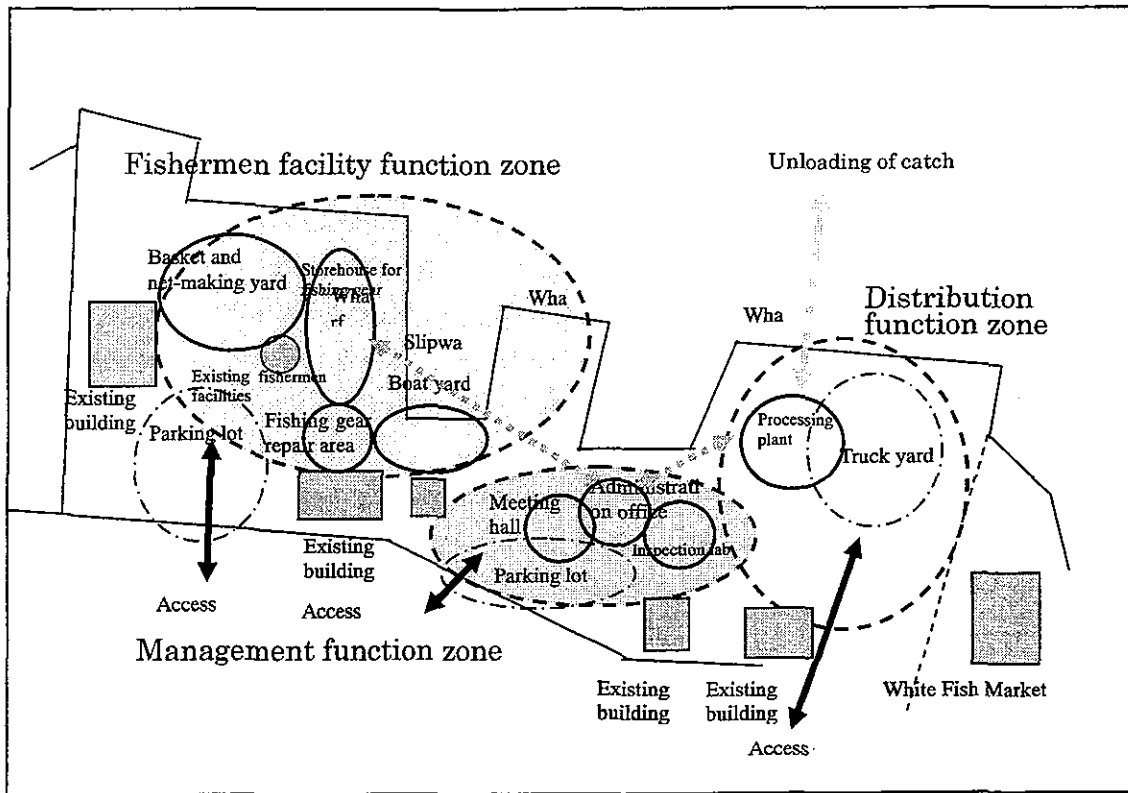 Fishermen facility function zone
Unloading of catch
Basket and
net-making yard
Storehouse for
fishing gear
Wha
rf
Wha
Wha
Distribution
function zone
Slipwa
Existing
facilities
fishermen
Boat yard
Existing
building
Parking lot
Fishing gear
repair area
Processing
plant
Truck yard
Meeting
hall
Administrati
on office
Inspection lab
Parking lot
Existing
building
Access
Access
Management function zone
Existing
building
Existing
building
White Fish Market
Access